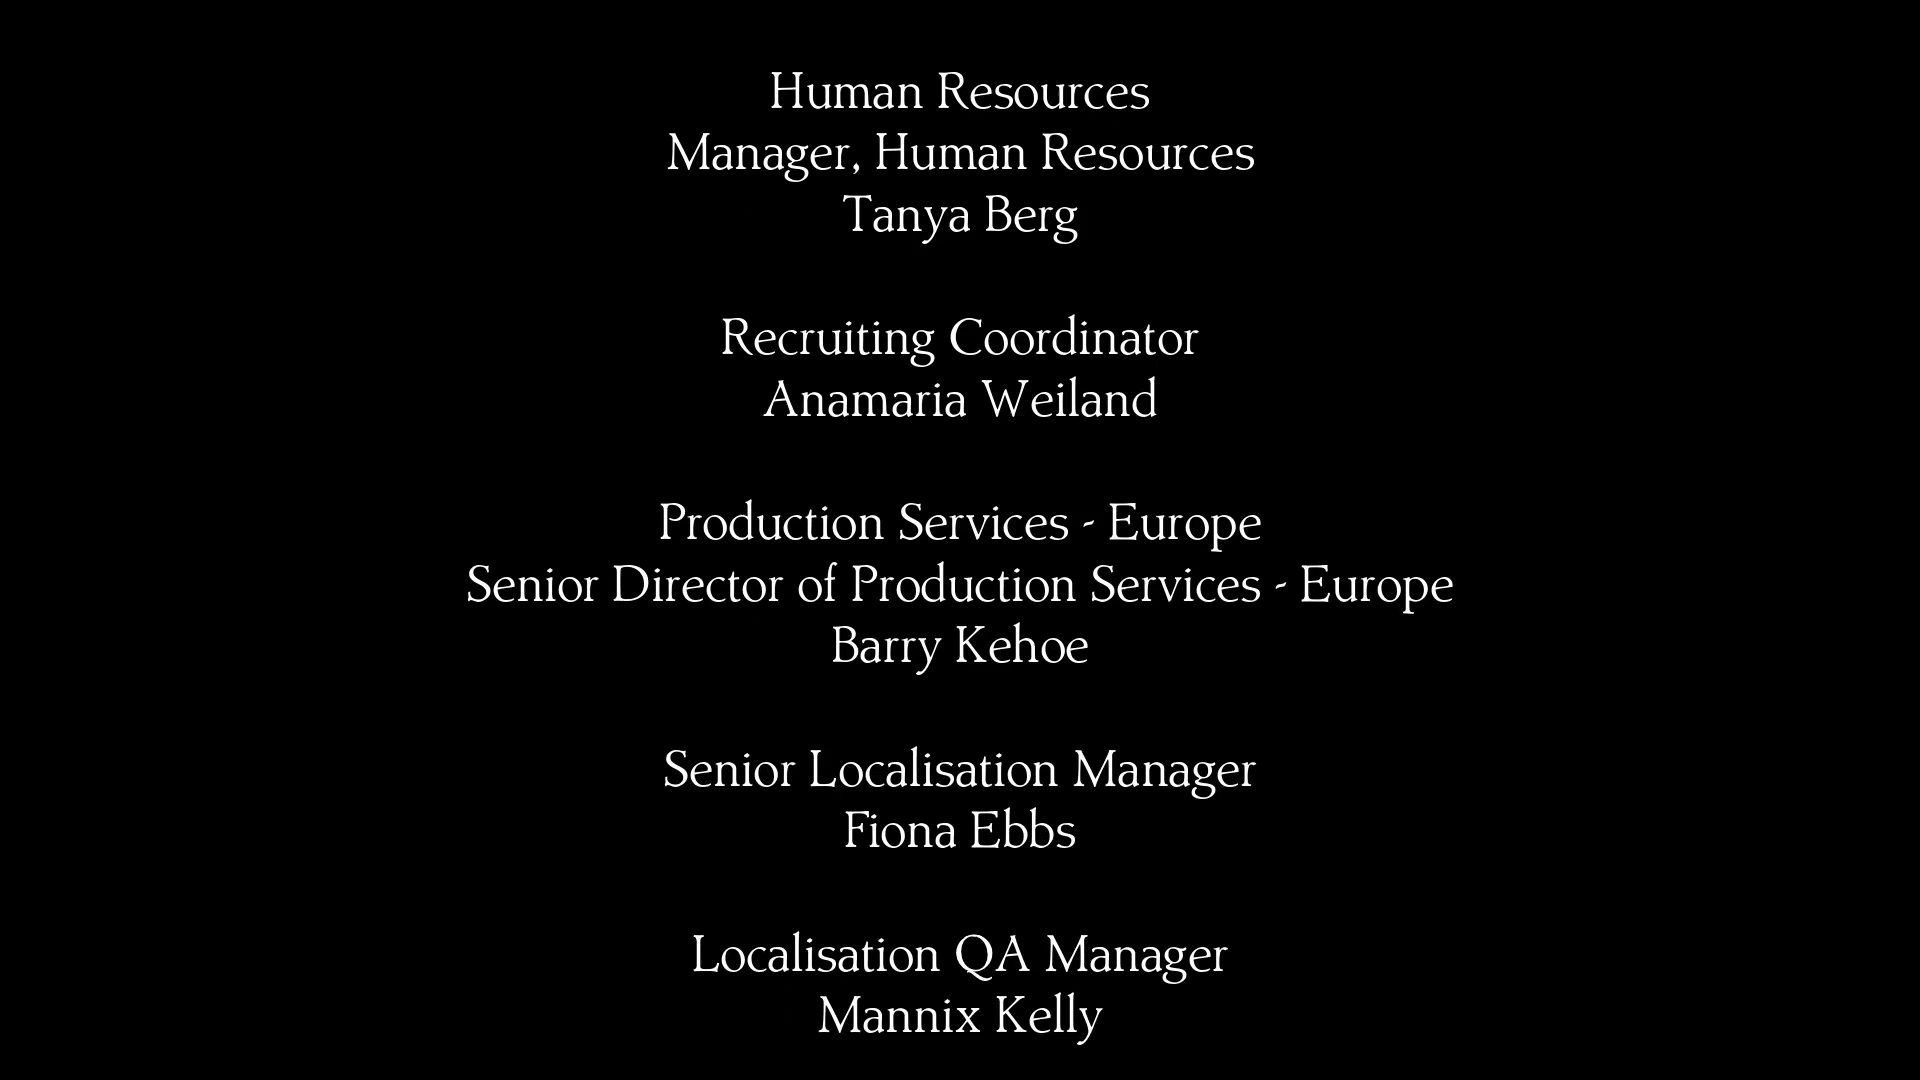 Human Resources
Manager, Human Resources
Tanya Berg
Recruiting Coordinator
Anamaria Weiland
Production Services - Europe
Senior Director of Production Services - Europe
Barry Kehoe
Senior Localisation Manager
Fiona Ebbs
Localisation QA Manager
Mannix Kelly